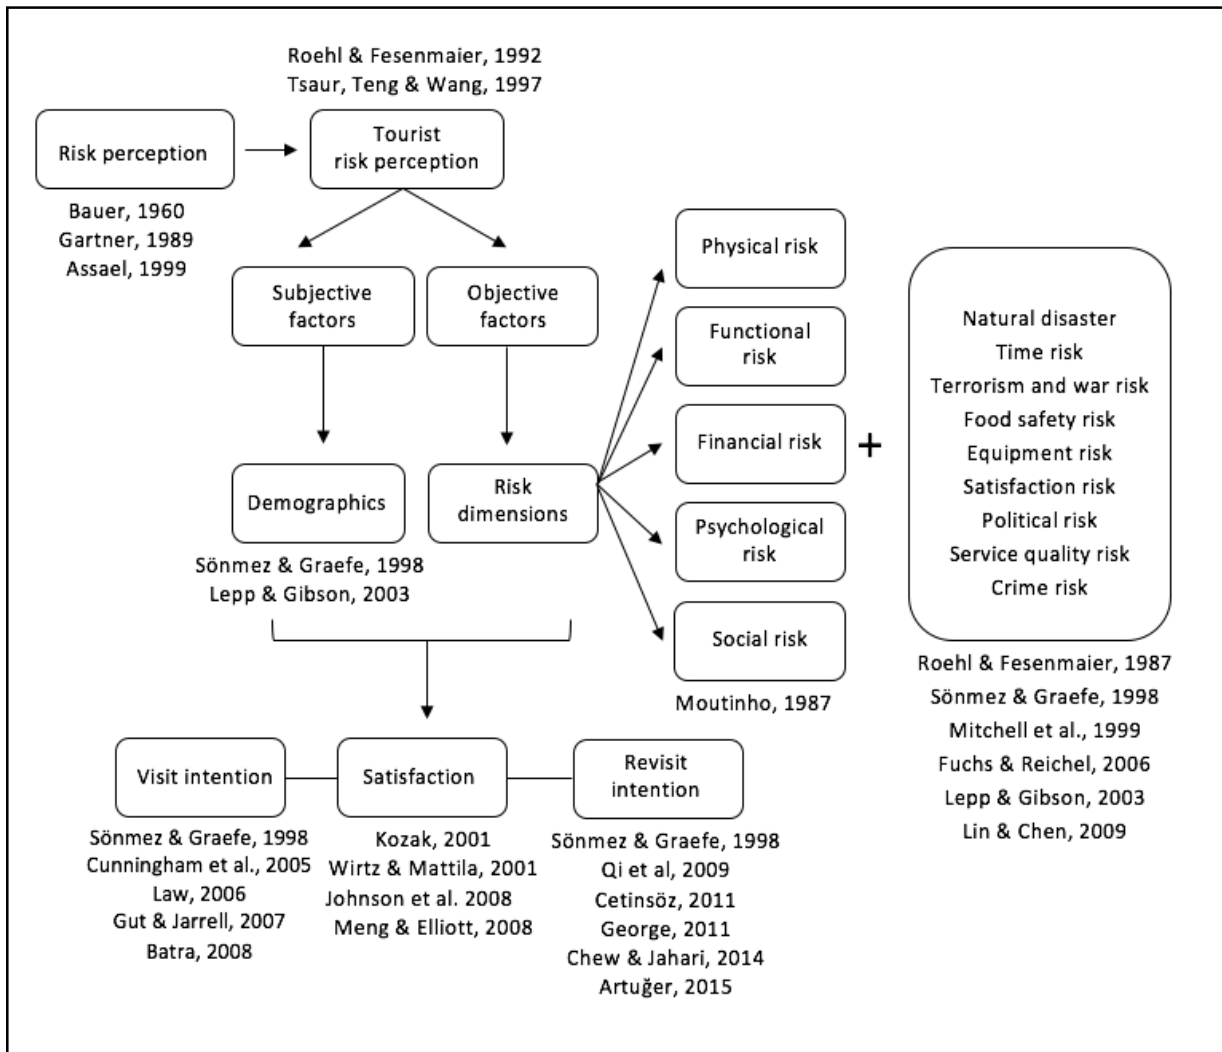 Roehl & Fesenmaier, 1992
Tsaur, Teng & Wang, 1997
Risk perception
Tourist
risk perception
Bauer, 1960
Gartner, 1989
Assael, 1999
Subjective
factors
Objective
factors
Demographics
Risk
dimensions
Sönmez & Graefe, 1998
Lepp & Gibson, 2003
Physical risk
Functional
risk
Financial risk
Psychological
risk
Social risk
Moutinho, 1987
+
Natural disaster
Time risk
Terrorism and war risk
Food safety risk
Equipment risk
Satisfaction risk
Political risk
Service quality risk
Crime risk
Roehl & Fesenmaier, 1987
Sönmez & Graefe, 1998
Mitchell et al., 1999
Fuchs & Reichel, 2006
Lepp & Gibson, 2003
Lin & Chen, 2009
Visit intention
Sönmez & Graefe, 1998
Cunningham et al., 2005
Law, 2006
Gut & Jarrell, 2007
Batra, 2008
Satisfaction
Kozak, 2001
Wirtz & Mattila, 2001
Johnson et al. 2008
Meng & Elliott, 2008
Revisit
intention
Sönmez & Graefe, 1998
Qi et al, 2009
Cetinsöz, 2011
George, 2011
Chew & Jahari, 2014
Artuğer, 2015